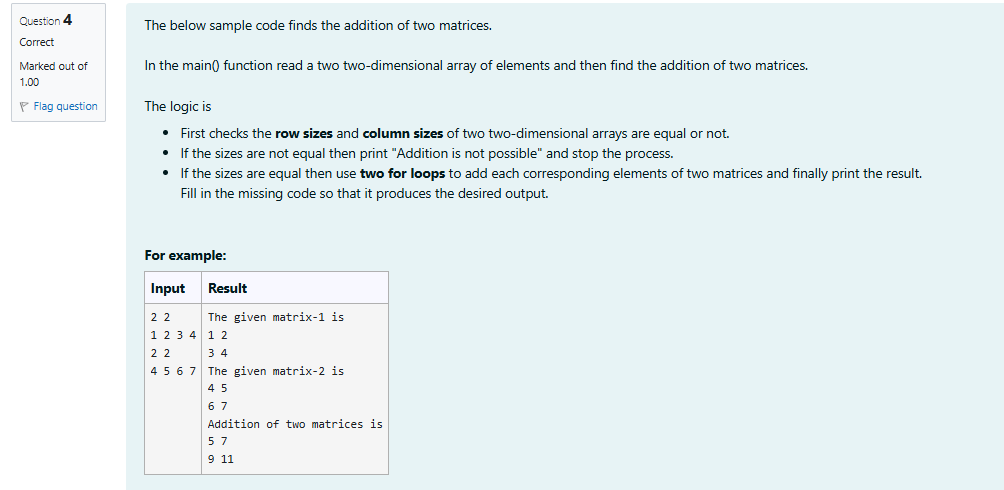 Question 4
Correct
Marked out of
1.00
Flag question
The below sample code finds the addition of two matrices.
In the main() function read a two two-dimensional array of elements and then find the addition of two matrices.
The logic is
• First checks the row sizes and column sizes of two two-dimensional arrays are equal or not.
• If the sizes are not equal then print "Addition is not possible" and stop the process.
• If the sizes are equal then use two for loops to add each corresponding elements of two matrices and finally print the result.
Fill in the missing code so that it produces the desired output.
For example:
Input Result
2 2 The given matrix-1 is
1 2 3 4 1 2
2 2 3 4
4 5 6 7 The given matrix-2 is
4 5
6 7
Addition of two matrices is
5 7
9 11